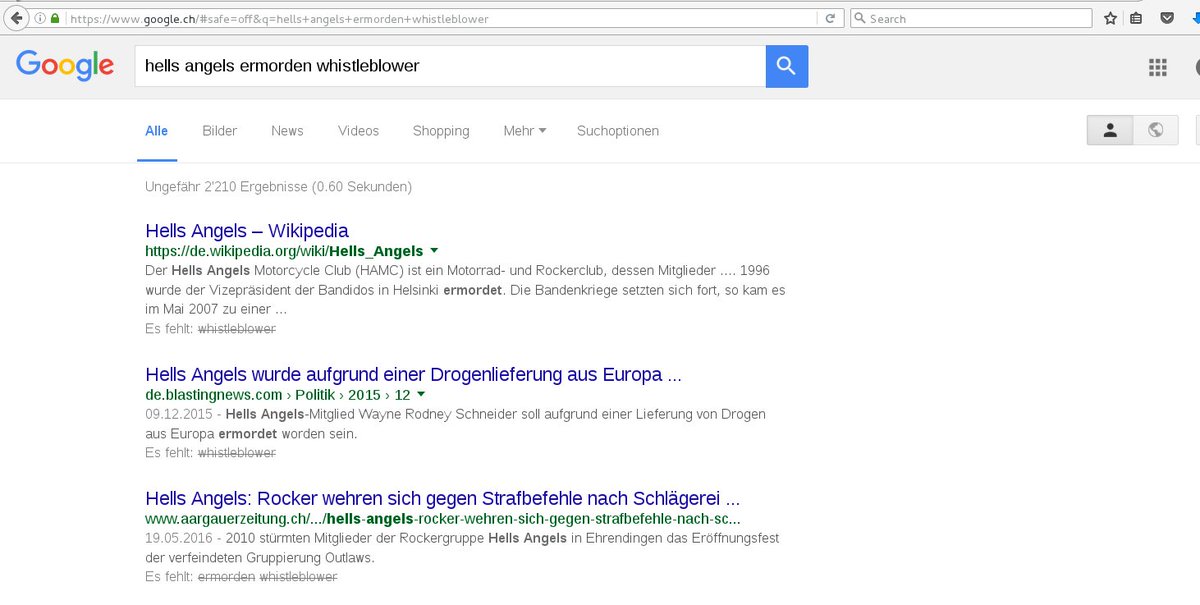 https://www.google.ch/#safe=off&q=hells+angels+ermorden+whistleblower
Search
Google
hells angels ermorden whistleblower
Alle Bilder News Videos Shopping Mehr Suchoptionen
Ungefähr 2'210 Ergebnisse (0.60 Sekunden)
Hells Angels – Wikipedia
https://de.wikipedia.org/wiki/Hells_Angels
Der Hells Angels Motorcycle Club (HAMC) ist ein Motorrad- und Rockerclub, dessen Mitglieder .... 1996
wurde der Vizepräsident der Bandidos in Helsinki ermordet. Die Bandenkriege setzten sich fort, so kam es
im Mai 2007 zu einer ...
Es fehlt: whistleblower
Hells Angels wurde aufgrund einer Drogenlieferung aus Europa ...
de.blastingnews.com › Politik › 2015 › 12
09.12.2015 - Hells Angels-Mitglied Wayne Rodney Schneider soll aufgrund einer Lieferung von Drogen
aus Europa ermordet worden sein.
Es fehlt: whistleblower
Hells Angels: Rocker wehren sich gegen Strafbefehle nach Schlägerei ...
www.aargauerzeitung.ch/.../hells-angels-rocker-wehren-sich-gegen-strafbefehle-nach-sc...
19.05.2016 - 2010 stürmten Mitglieder der Rockergruppe Hells Angels in Ehrendingen das Eröffnungsfest
der verfeindeten Gruppierung Outlaws.
Es fehlt: ermorden whistleblower